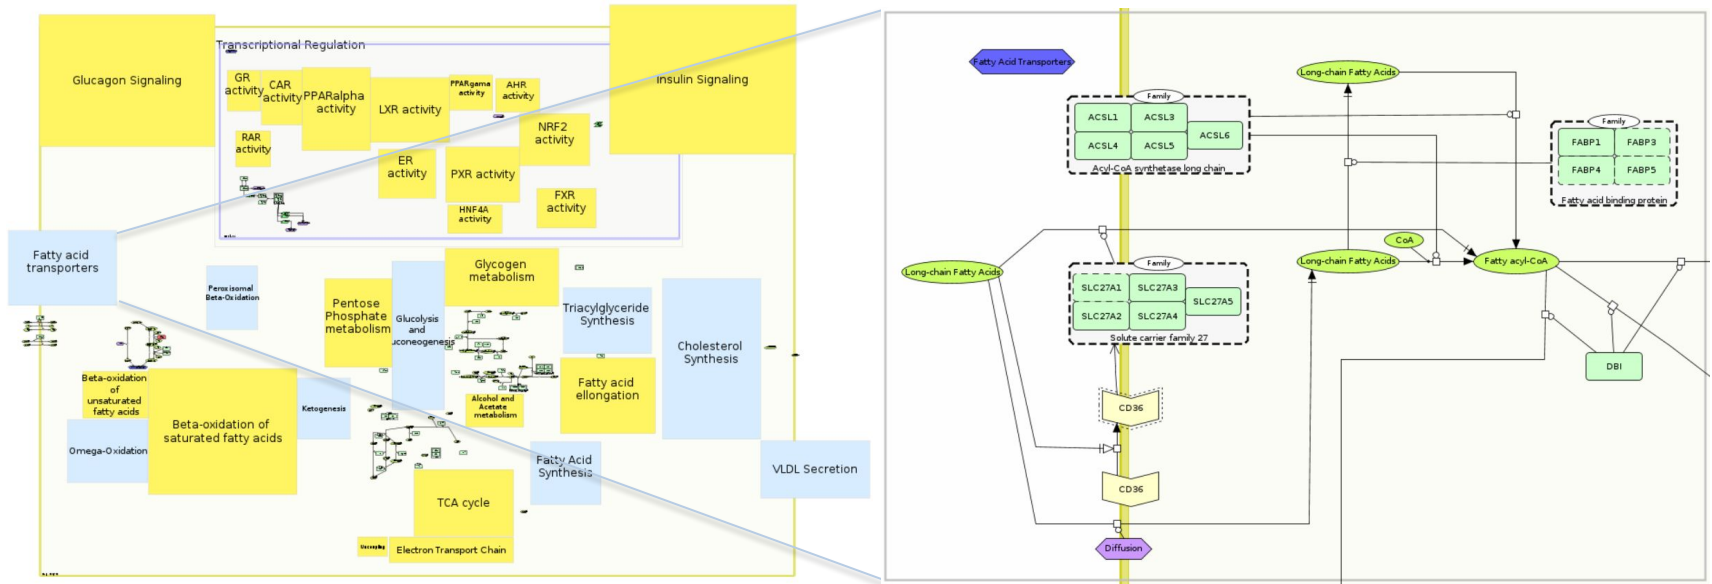 Glucagon Signaling
Transcriptional Regulation
Insulin Signaling
GR
activity
CAR
activity
PPARalpha
activity
LXR activity
PPARgama
activity
AHR
activity
NRF2
activity
RAR
activity
ER
activity
PXR activity
HNF4A
activity
FXR
activity
Fatty acid
transporters
Peroxisomal
Beta-Oxidation
Pentose
Phosphate
metabolism
Glucolysis
and
uconeogenesis
Glycogen
metabolism
Triacylglyceride
Synthesis
Cholesterol
Synthesis
Beta-oxidation
of
unsaturated
fatty acids
Beta-oxidation of
saturated fatty acids
Ketogenesis
Alcohol and
Acetate
metabolism
Fatty acid
ellongation
Omega-Oxidation
Fatty Acid
Synthesis
VLDL Secretion
TCA cycle
Electron Transport Chain
Fatty Acid Transporters
Long-chain Fatty Acids
Family
ACSL1
ACSL3
ACSL6
ACSL4
ACSL5
Acyl-CoA synthetase long chain
Family
FABP1
FABP3
FABP4
FABP5
Fatty acid binding protein
Long-chain Fatty Acids
Long-chain Fatty Acids
CoA
Fatty acyl-CoA
Family
SLC27A1
SLC27A3
SLC27A5
SLC27A2
SLC27A4
Solute carrier family 27
DBI
CD36
CD36
Diffusion